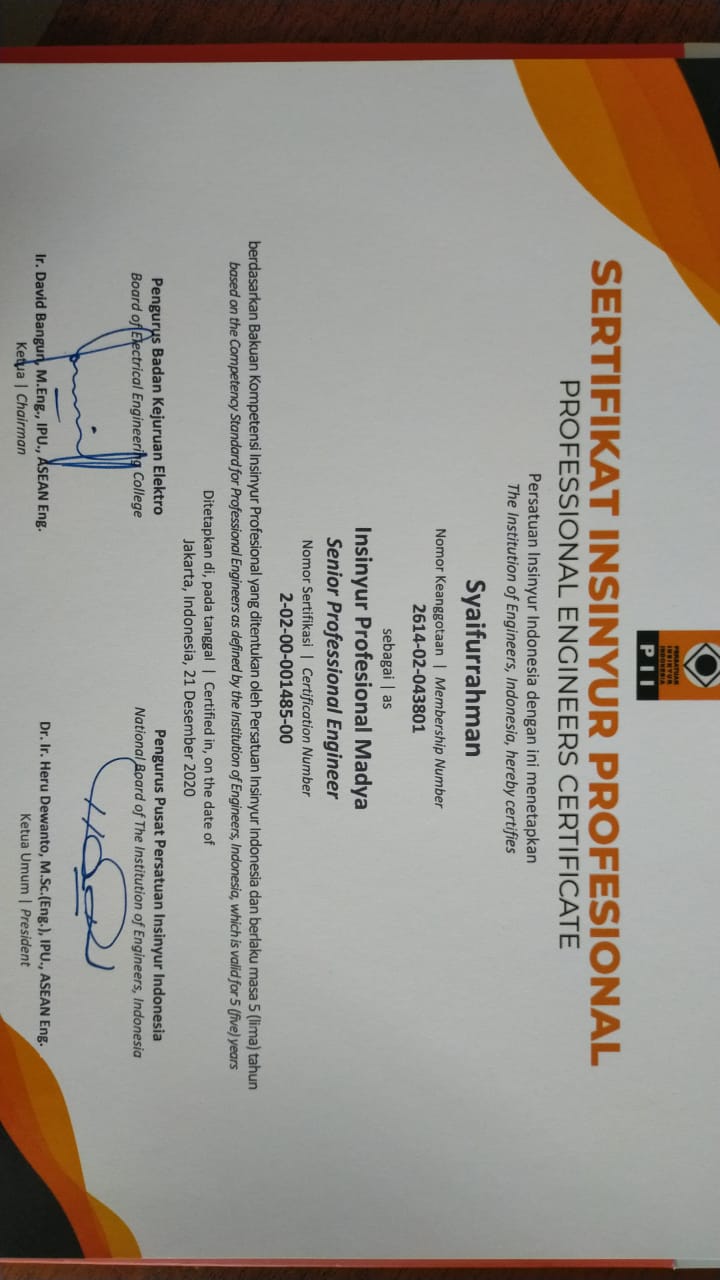 PERSATUAN
INSINYUR
INDONESIA
PII
SERTIFIKAT INSINYUR PROFESIONAL
PROFESSIONAL ENGINEERS CERTIFICATE
Persatuan Insinyur Indonesia dengan ini menetapkan
The Institution of Engineers, Indonesia, hereby certifies
Syaifurrahman
Nomor Keanggotaan | Membership Number
2614-02-043801
sebagai | as
Insinyur Profesional Madya
Senior Professional Engineer
Nomor Sertifikasi | Certification Number
2-02-00-001485-00
berdasarkan Bakuan Kompetensi Insinyur Profesional yang ditentukan oleh Persatuan Insinyur Indonesia dan berlaku masa 5 (lima) tahun
based on the Competency Standard for Professional Engineers as defined by the Institution of Engineers, Indonesia, which is valid for 5 (five) years
Ditetapkan di, pada tanggal | Certified in, on the date of
Jakarta, Indonesia, 21 Desember 2020
Pengurus Badan Kejuruan Elektro
Board of Electrical Engineering College
Ir. David Bangun, M.Eng., IPU., ASEAN Eng.
Ketua | Chairman
Pengurus Pusat Persatuan Insinyur Indonesia
National Board of The Institution of Engineers, Indonesia
Dr. Ir. Heru Dewanto, M.Sc.(Eng.), IPU., ASEAN Eng.
Ketua Umum | President